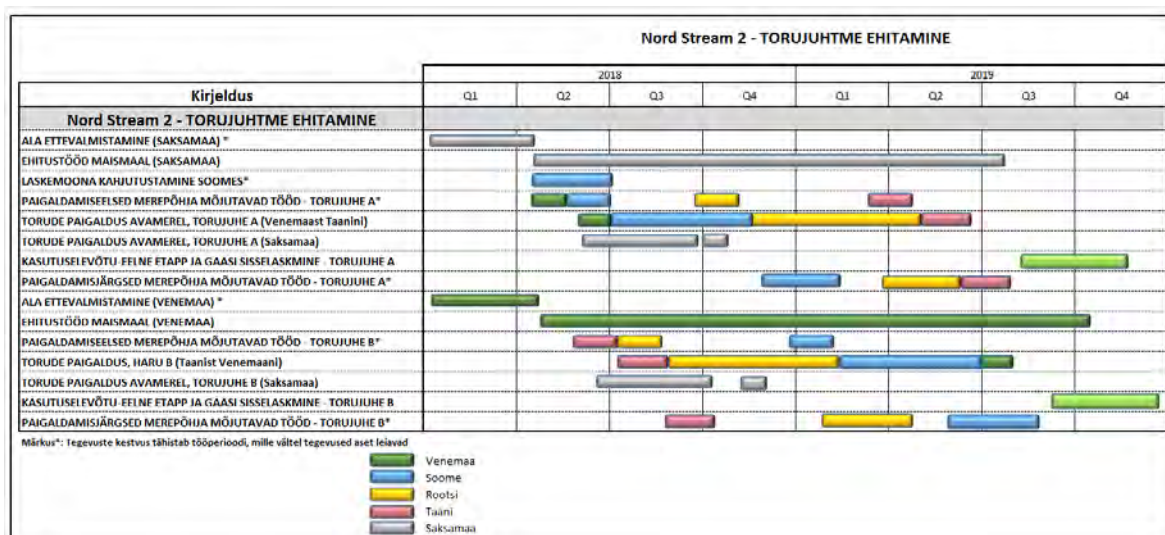 Nord Stream 2 - TORUJUHTME EHITAMINE
2018 2019
Kirjeldus Q1 Q2 Q3 Q4 Q1 Q2 Q3 Q4
Nord Stream 2 - TORUJUHTME EHITAMINE
ALA ETTEVALMISTAMINE (SAKSAMAA) *
EHITUSTÖÖD MAISMAAL (SAKSAMAA)
LASKEMOONA KAHJUTUSTAMINE SOOMES*
PAIGALDAMISEELSED MEREPÕHJA MÕJUTAVAD TÖÖD - TORUJUHE A*
TORUDE PAIGALDUS AVAMEREL, TORUJUHE A (Venemaast Taanini)
TORUDE PAIGALDUS AVAMEREL, TORUJUHE A (Saksamaa)
KASUTUSELEVÕTU-EELNE ETAPP JA GAASI SISSELASKMINE - TORUJUHE A
PAIGALDAMISJÄRGSED MEREPÕHJA MÕJUTAVAD TÖÖD - TORUJUHE A*
ALA ETTEVALMISTAMINE (VENEMAA) *
EHITUSTÖÖD MAISMAAL (VENEMAA)
PAIGALDAMISEELSED MEREPÕHJA MÕJUTAVAD TÖÖD - TORUJUHE B*
TORUDE PAIGALDUS, HARU B (Taanist Venemaani)
TORUDE PAIGALDUS AVAMEREL, TORUJUHE B (Saksamaa)
KASUTUSELEVÕTU-EELNE ETAPP JA GAASI SISSELASKMINE - TORUJUHE B
PAIGALDAMISJÄRGSED MEREPÕHJA MÕJUTAVAD TÖÖD - TORUJUHE B*
Märkus*: Tegevuste kestvus tähistab tööperioodi, mille vältel tegevused aset leiavad
Venemaa
Soome
Rootsi
Taani
Saksamaa